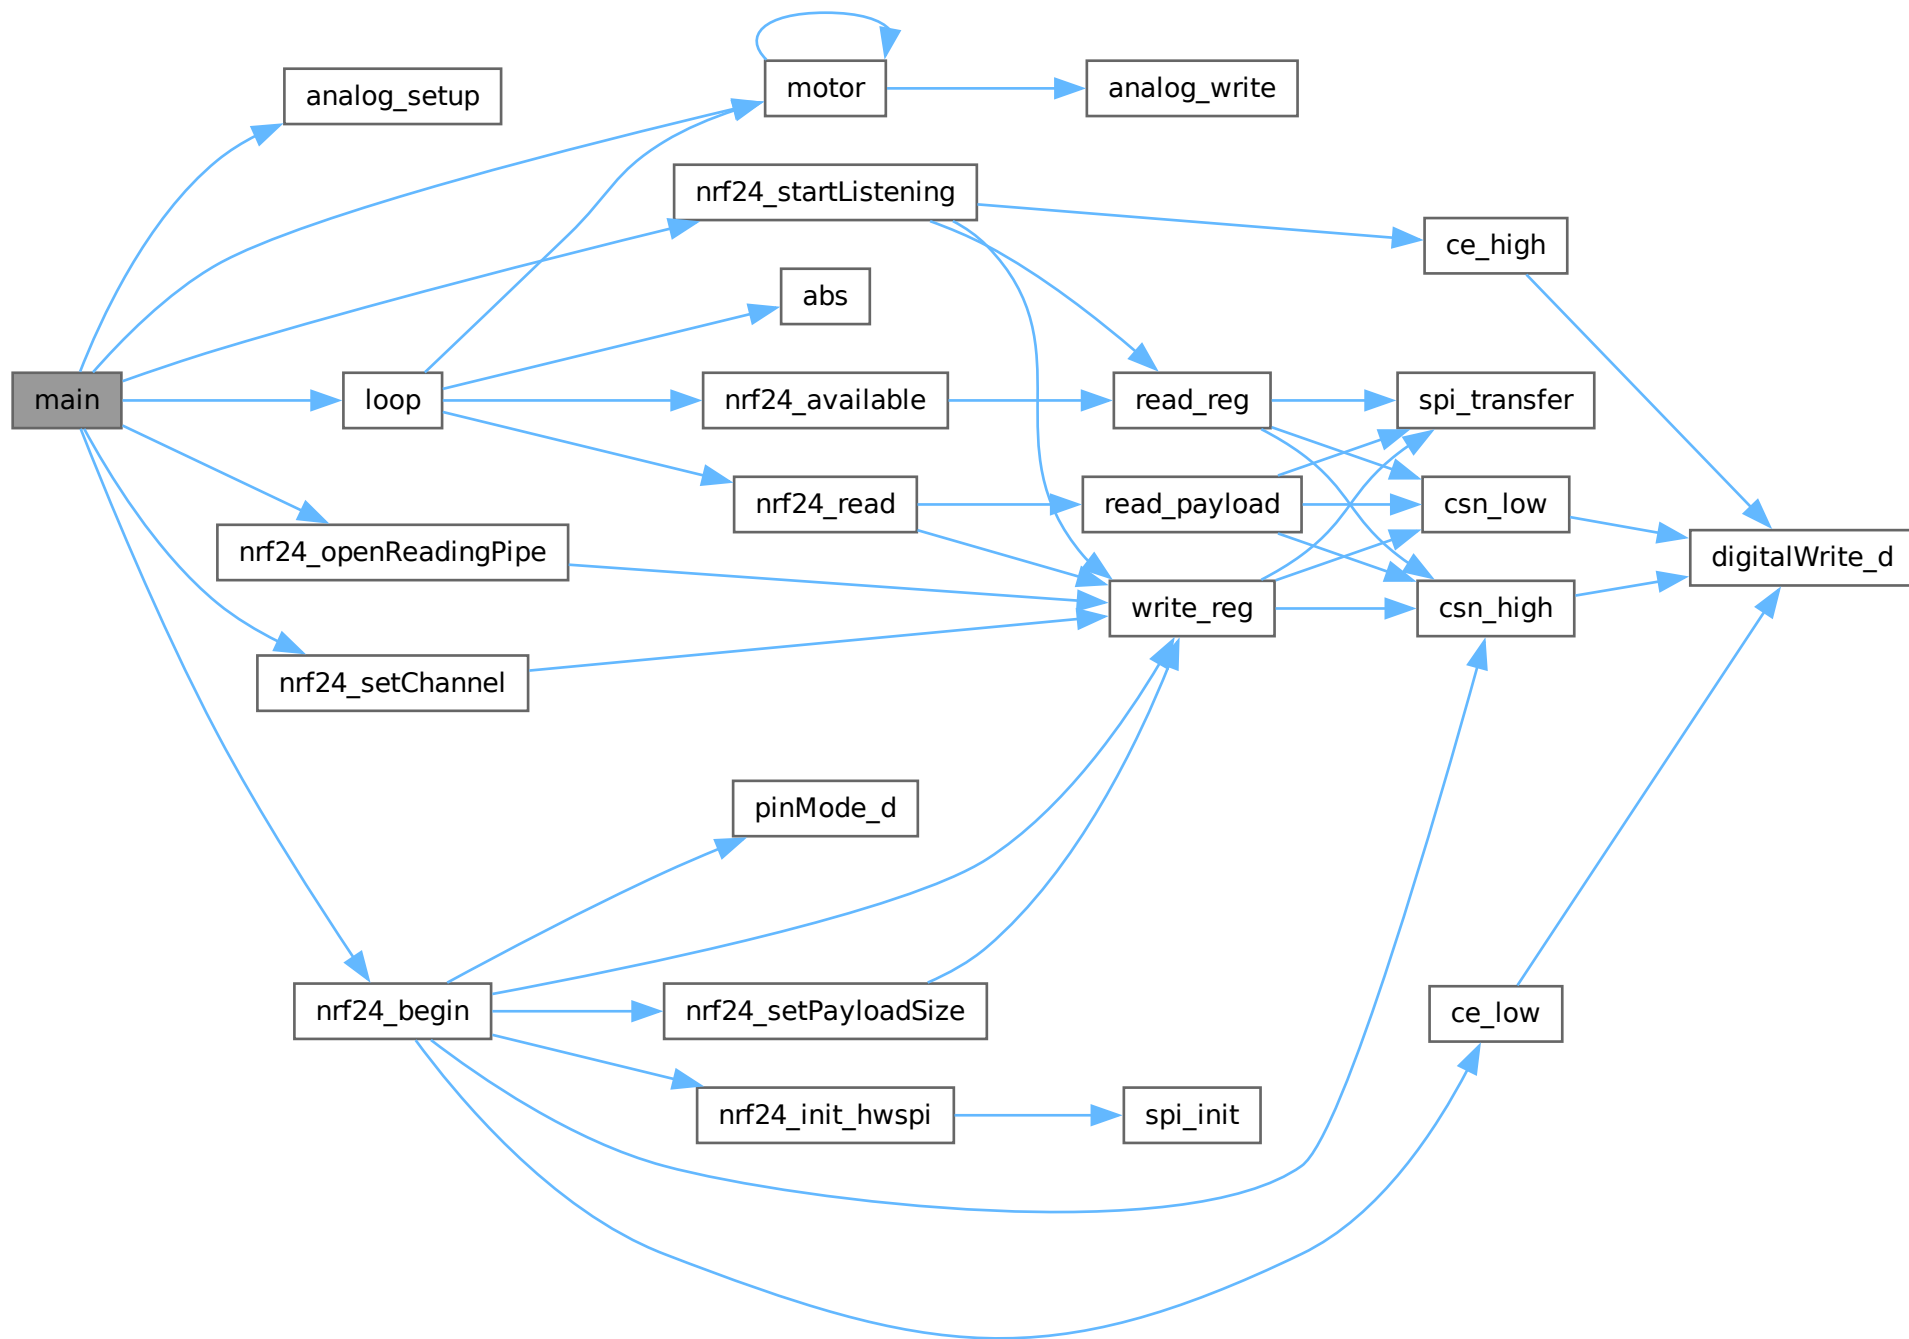 main
analog_setup
motor
analog_write
nrf24_startListening
ce_high
abs
loop
nrf24_available
read_reg
spi_transfer
nrf24_read
read_payload
csn_low
nrf24_openReadingPipe
digitalWrite_d
write_reg
csn_high
nrf24_setChannel
pinMode_d
nrf24_begin
nrf24_setPayloadSize
ce_low
nrf24_init_hwspi
spi_init